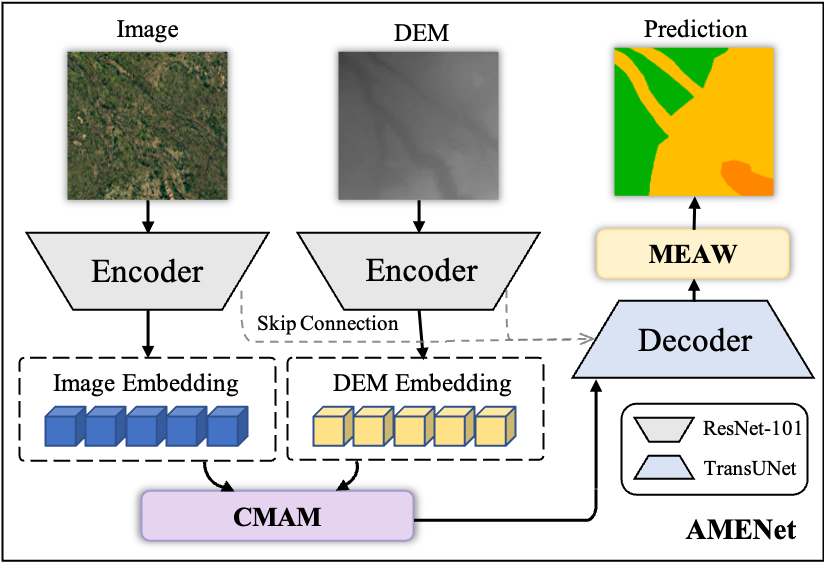 Image
DEM
Prediction
Encoder
Encoder
MEAW
Skip Connection
Decoder
Image Embedding
DEM Embedding
ResNet-101
TransUNet
CMAM
AMENet